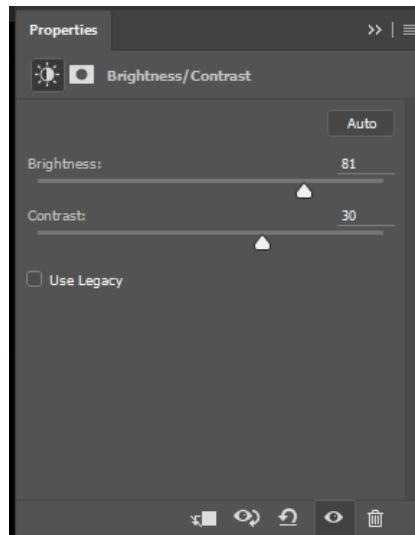 Properties
Brightness/Contrast
Auto
Brightness: 81
Contrast: 30
Use Legacy